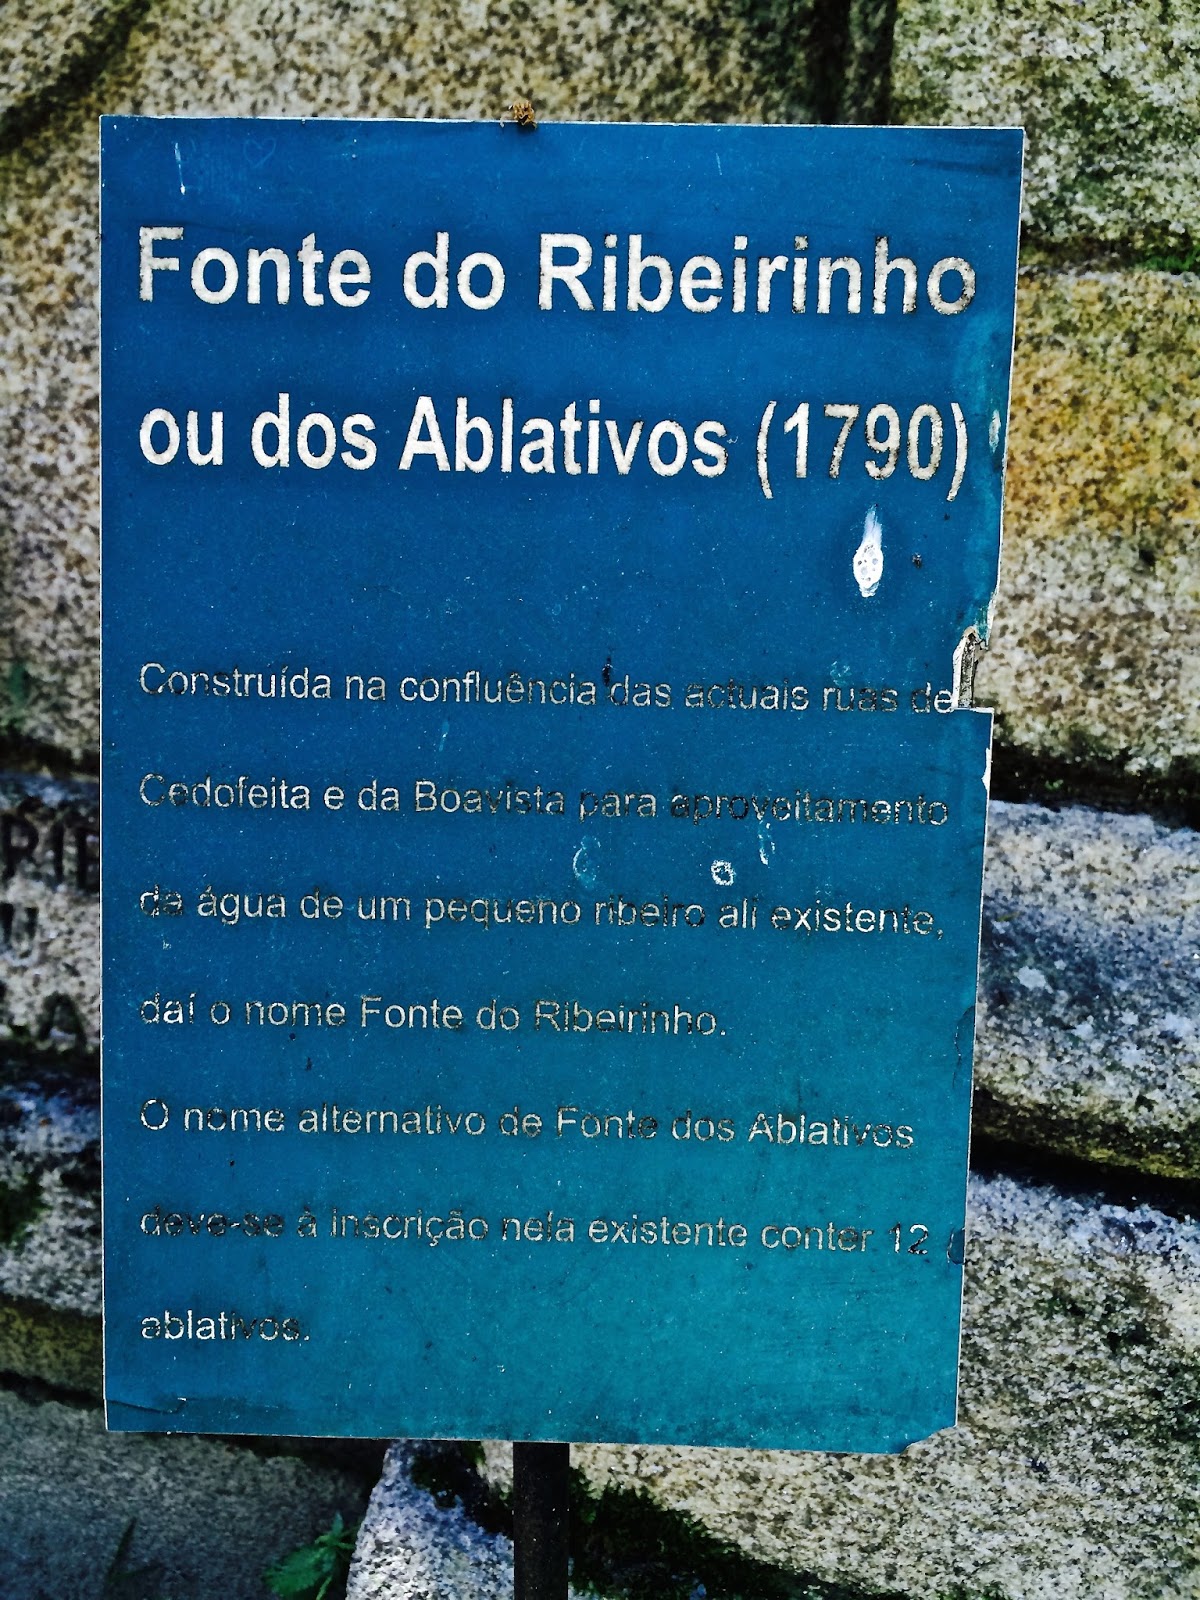 Fonte do Ribeirinho
ou dos Ablativos (1790)
Construída na confluência das actuais ruas de
Cedofeita e da Boavista para aproveitamento
da água de um pequeno ribeiro ali existente,
daí o nome Fonte do Ribeirinho.
O nome alternativo de Fonte dos Ablativos
deve-se à inscrição nela existente conter 12
ablativos.